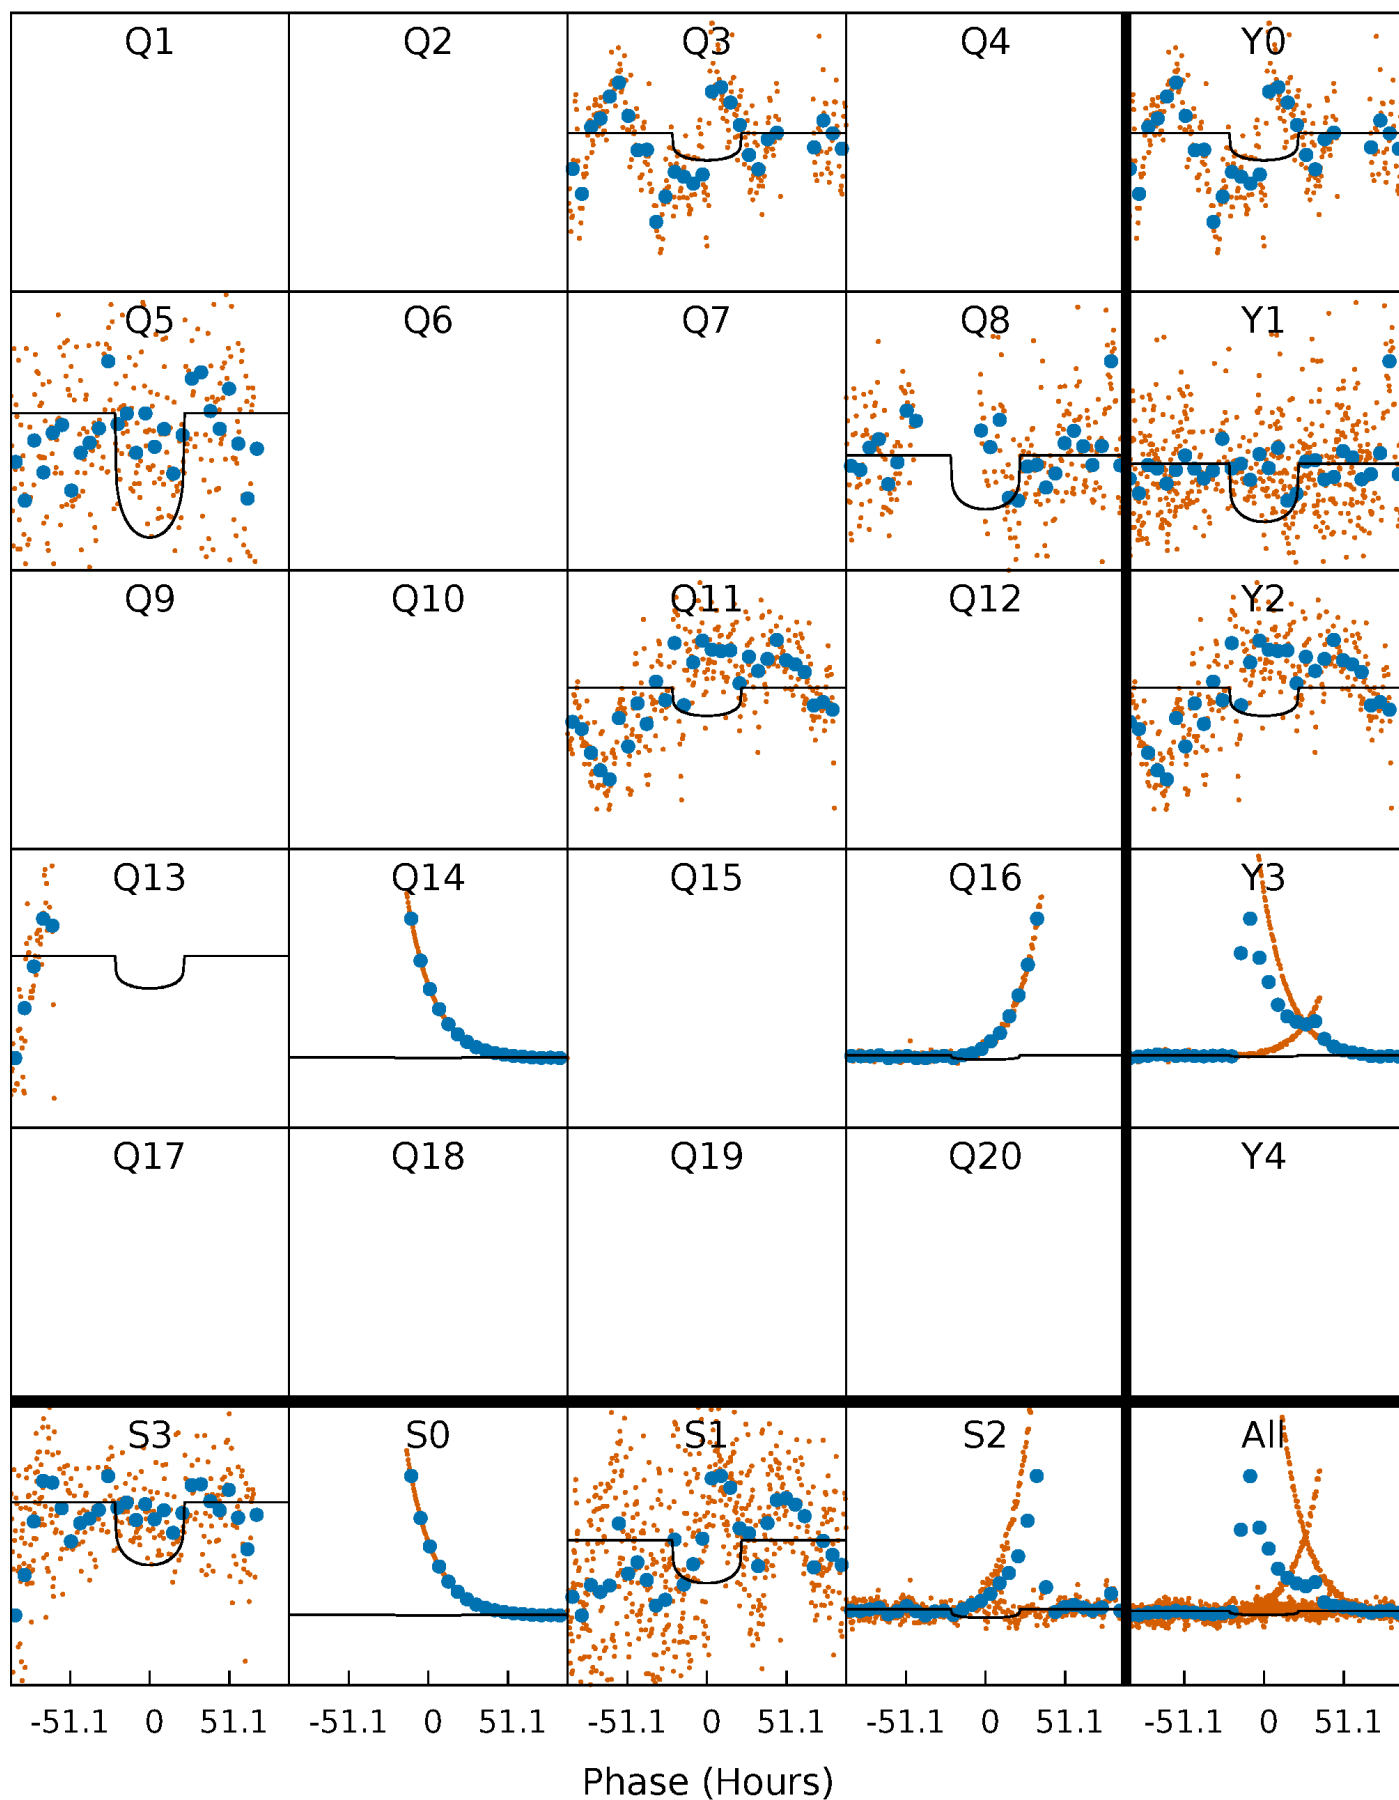 Q1 Q2 Q3 Q4 Y0
Q5 Q6 Q7 Q8 Y1
Q9 Q10 Q11 Q12 Y2
Q13 Q14 Q15 Q16 Y3
Q17 Q18 Q19 Q20 Y4
S3 S0 S1 S2 All
-51.1 0 51.1 -51.1 0 51.1 -51.1 0 51.1 -51.1 0 51.1 -51.1 0 51.1
Phase (Hours)